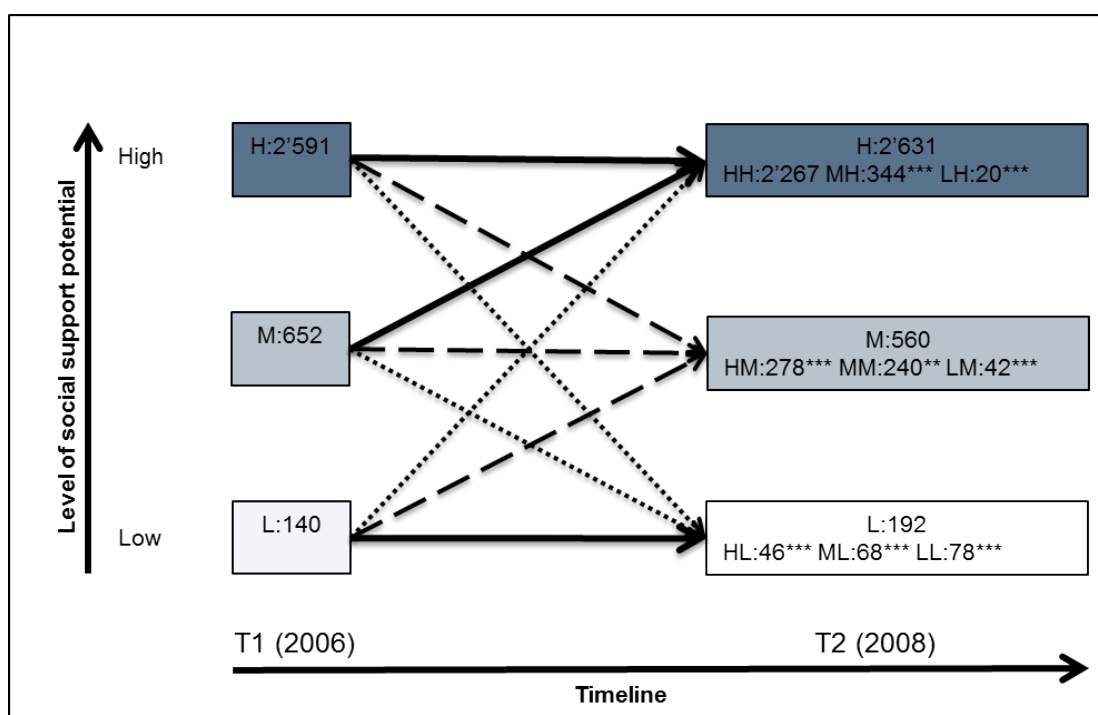 Level of social support potential
High
H:2’591
H:2’631
HH:2’267 MH:344*** LH:20***
M:652
M:560
HM:278*** MM:240** LM:42***
Low
L:140
L:192
HL:46*** ML:68*** LL:78***
T1 (2006)
T2 (2008)
Timeline